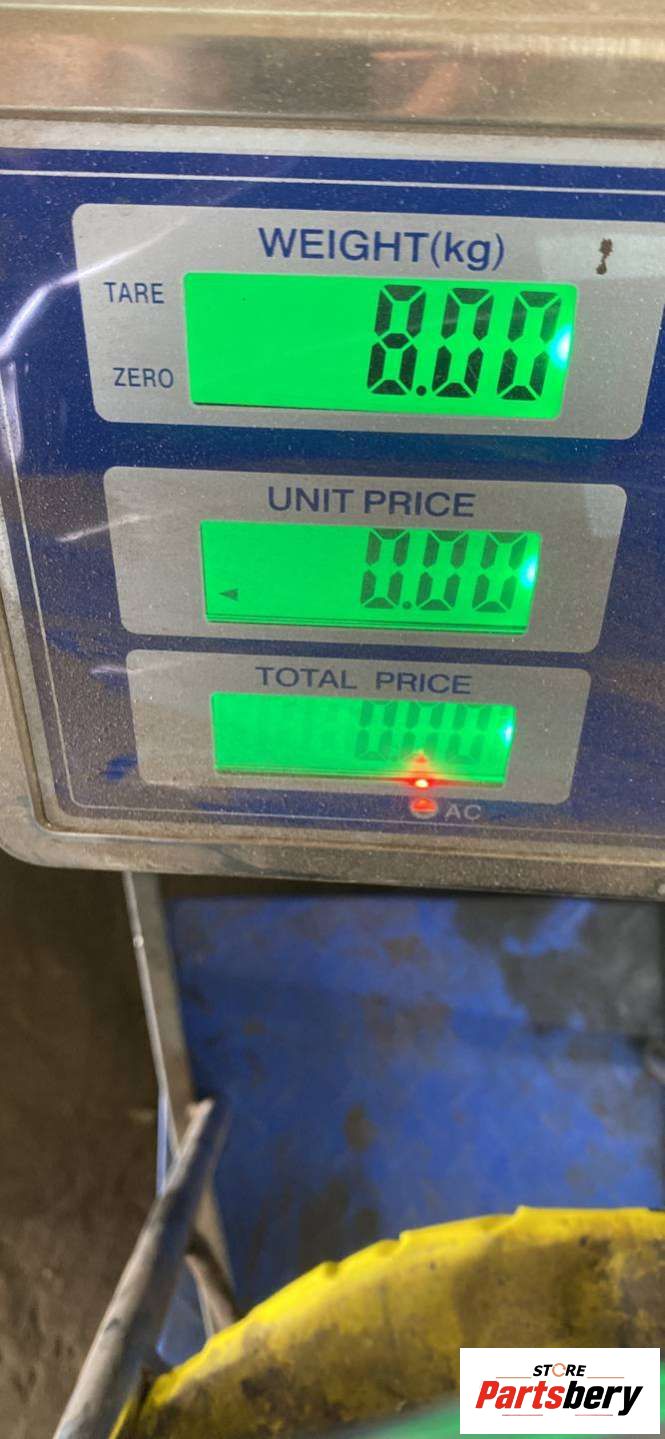 WEIGHT(kg)
TARE
8.00
ZERO
UNIT PRICE
0.00
TOTAL PRICE
0.00
AC
STORE
Partsbery